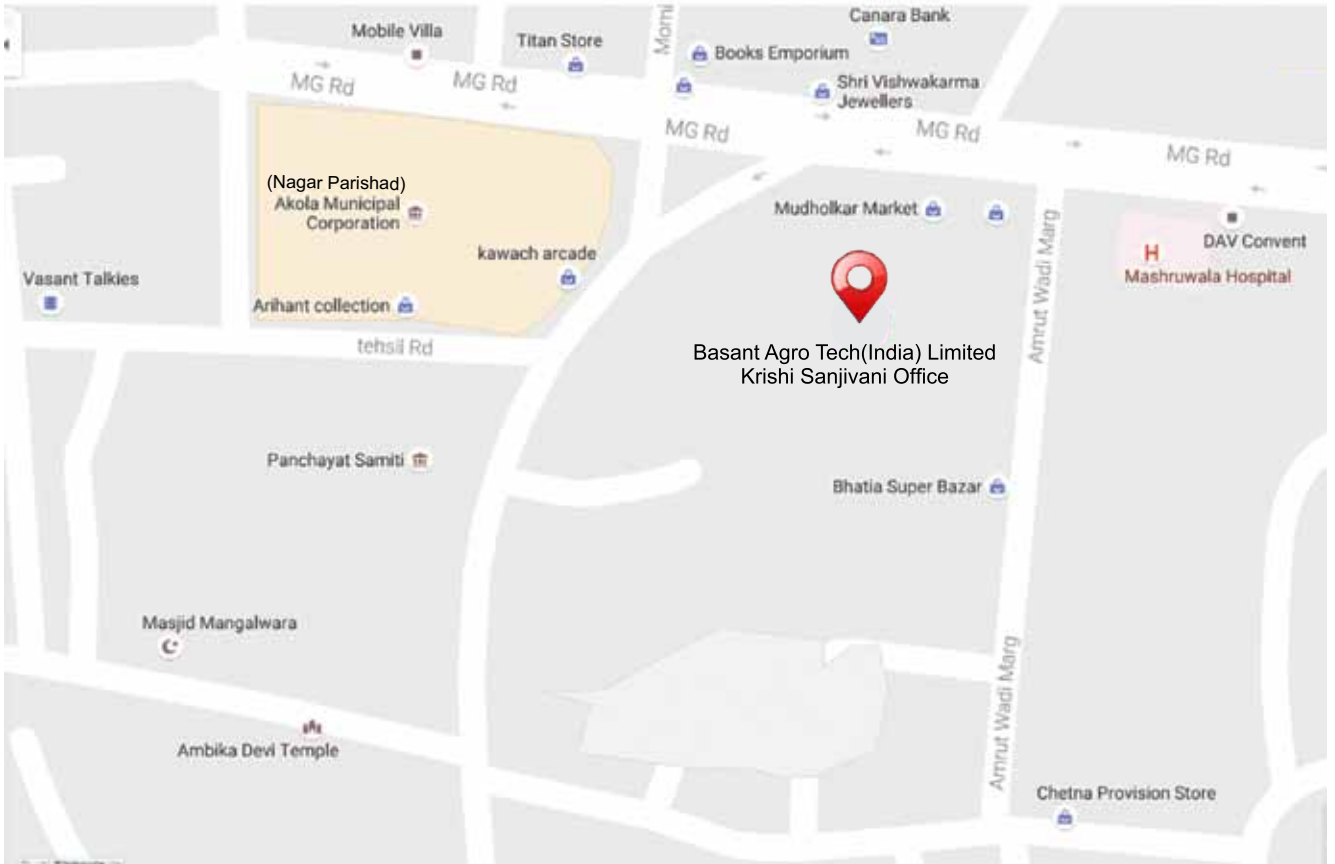 Canara Bank
Mobile Villa
Titan Store
Morni
Books Emporium
Shri Vishwakarma
Jewellers
MG Rd
MG Rd
MG Rd
MG Rd
MG Rd
(Nagar Parishad)
Akola Municipal
Corporation
Mudholkar Market
Amrut Wadi Marg
DAV Convent
Mashruwala Hospital
kawach arcade
Vasant Talkies
Arihant collection
tehsil Rd
Basant Agro Tech(India) Limited
Krishi Sanjivani Office
Panchayat Samiti
Bhatia Super Bazar
Masjid Mangalwara
Amrut Wadi Marg
Ambika Devi Temple
Chetna Provision Store